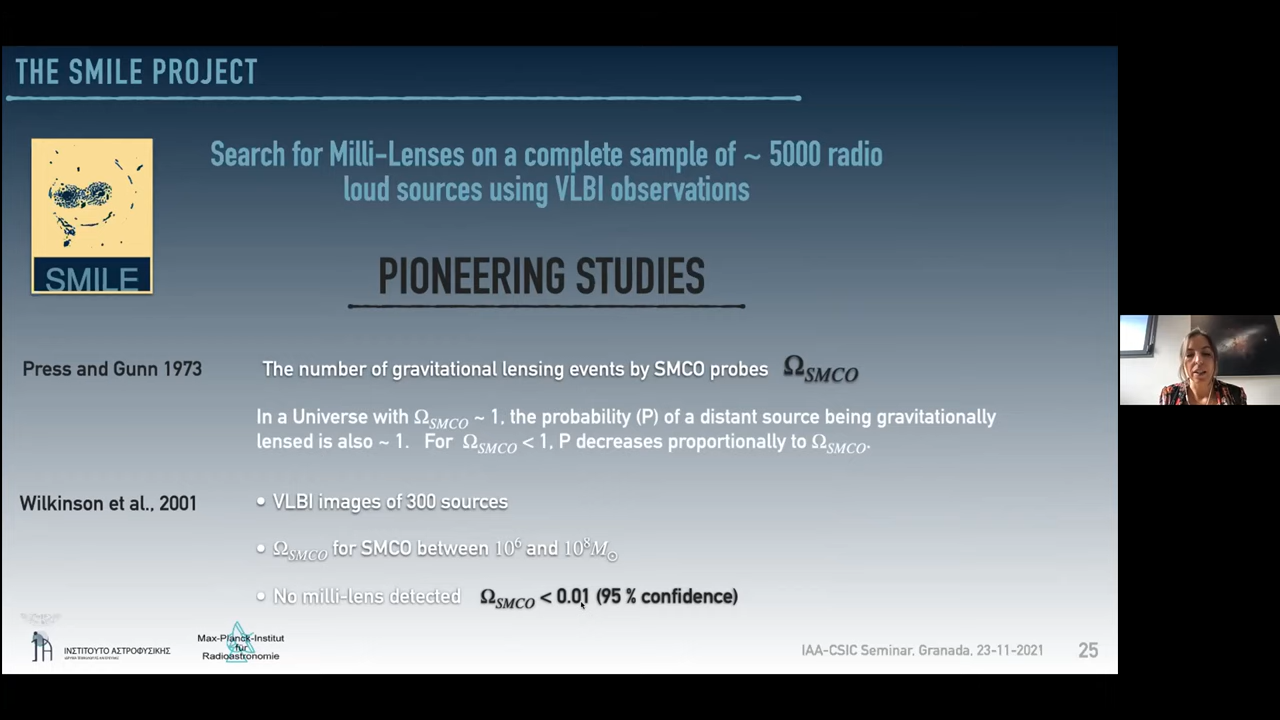 THE SMILE PROJECT
Search for Milli-Lenses on a complete sample of ~ 5000 radio
loud sources using VLBI observations
SMILE
PIONEERING STUDIES
Press and Gunn 1973
The number of gravitational lensing events by SMCO probes Ω_SMCO
In a Universe with Ω_SMCO ~ 1, the probability (P) of a distant source being gravitationally
lensed is also ~ 1. For Ω_SMCO < 1, P decreases proportionally to Ω_SMCO.
Wilkinson et al., 2001
• VLBI images of 300 sources
• Ω_SMCO for SMCO between 10⁶ and 10⁸M_⊙
• No milli-lens detected Ω_SMCO < 0.01 (95 % confidence)
ΙΝΣΤΙΤΟΥΤΟ ΑΣΤΡΟΦΥΣΙΚΗΣ
Max-Planck-Institut
für
Radioastronomie
IAA-CSIC Seminar, Granada, 23-11-2021
25